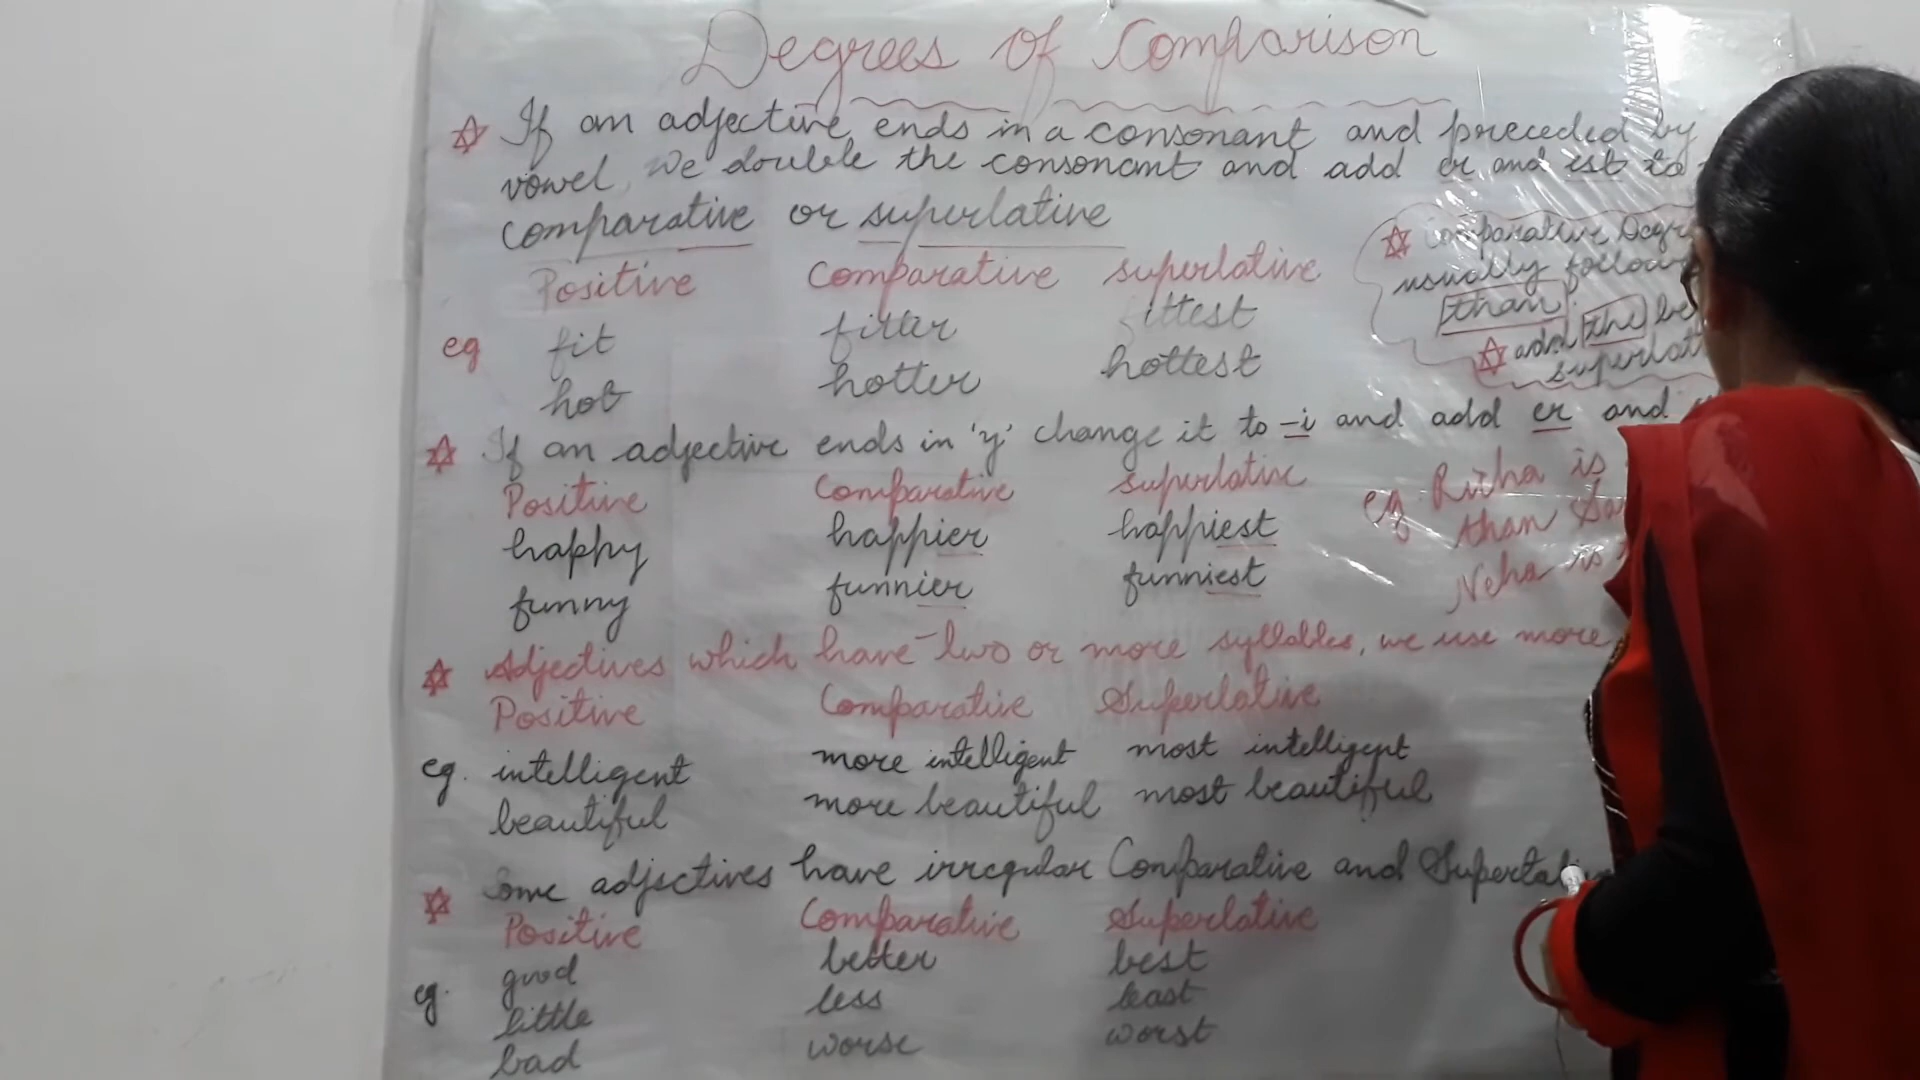 Degrees of Comparison
If an adjective ends in a consonant and preceded by
vowel, We double the consonant and add er and est to
comparative or superlative
Positive Comparative superlative
eg fit fitter ittest
hot hotter hottest
Comparative Degr
usually follow
than
add the be
superlat
If an adjective ends in 'y' change it to -i and add er and
Positive Comparative superlative
happy happier happiest
funny funnier funniest
eg Ritha is
than Sa
Neha is
Adjectives which have two or more syllables, we use more
Positive Comparative Superlative
eg. intelligent more intelligent most intelligent
beautiful more beautiful most beautiful
Some adjectives have irregular Comparative and
Positive Comparative Superlative
eg. good better best
little less least
bad worse worst